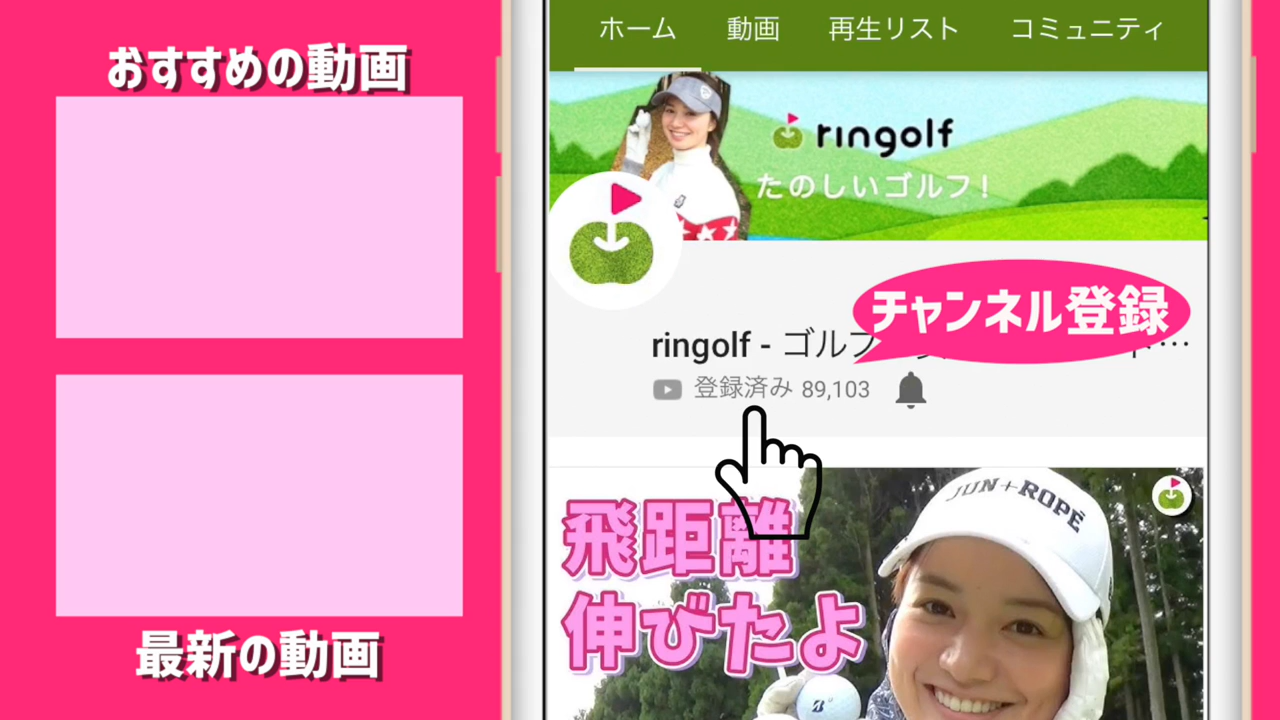 おすすめの動画
最新の動画
ホーム 動画 再生リスト コミュニティ
ringolf
たのしいゴルフ!
チャンネル登録
ringolf - ゴルフ
登録済み 89,103
飛距離
伸びたよ
JUN+ROPÉ
B